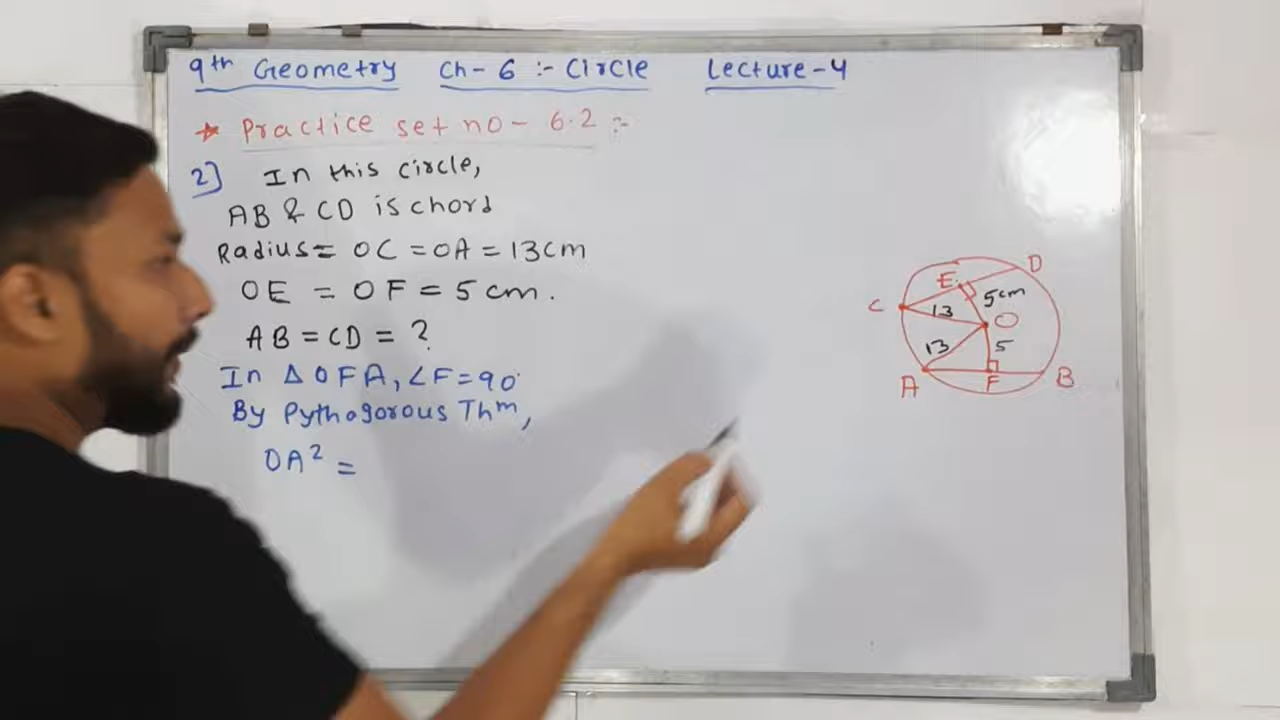 9th Geometry Ch- 6 :- Circle Lecture-4
* Practice set no - 6.2 :-
2] In this circle,
AB & CD is chord
Radius = OC = OA = 13cm
OE = OF = 5 cm.
AB = CD = ?
In △OFA, ∠F = 90°
By Pythagorous Thm,
OA² =
D
E
5cm
C
13
O
13
5
A
F
B